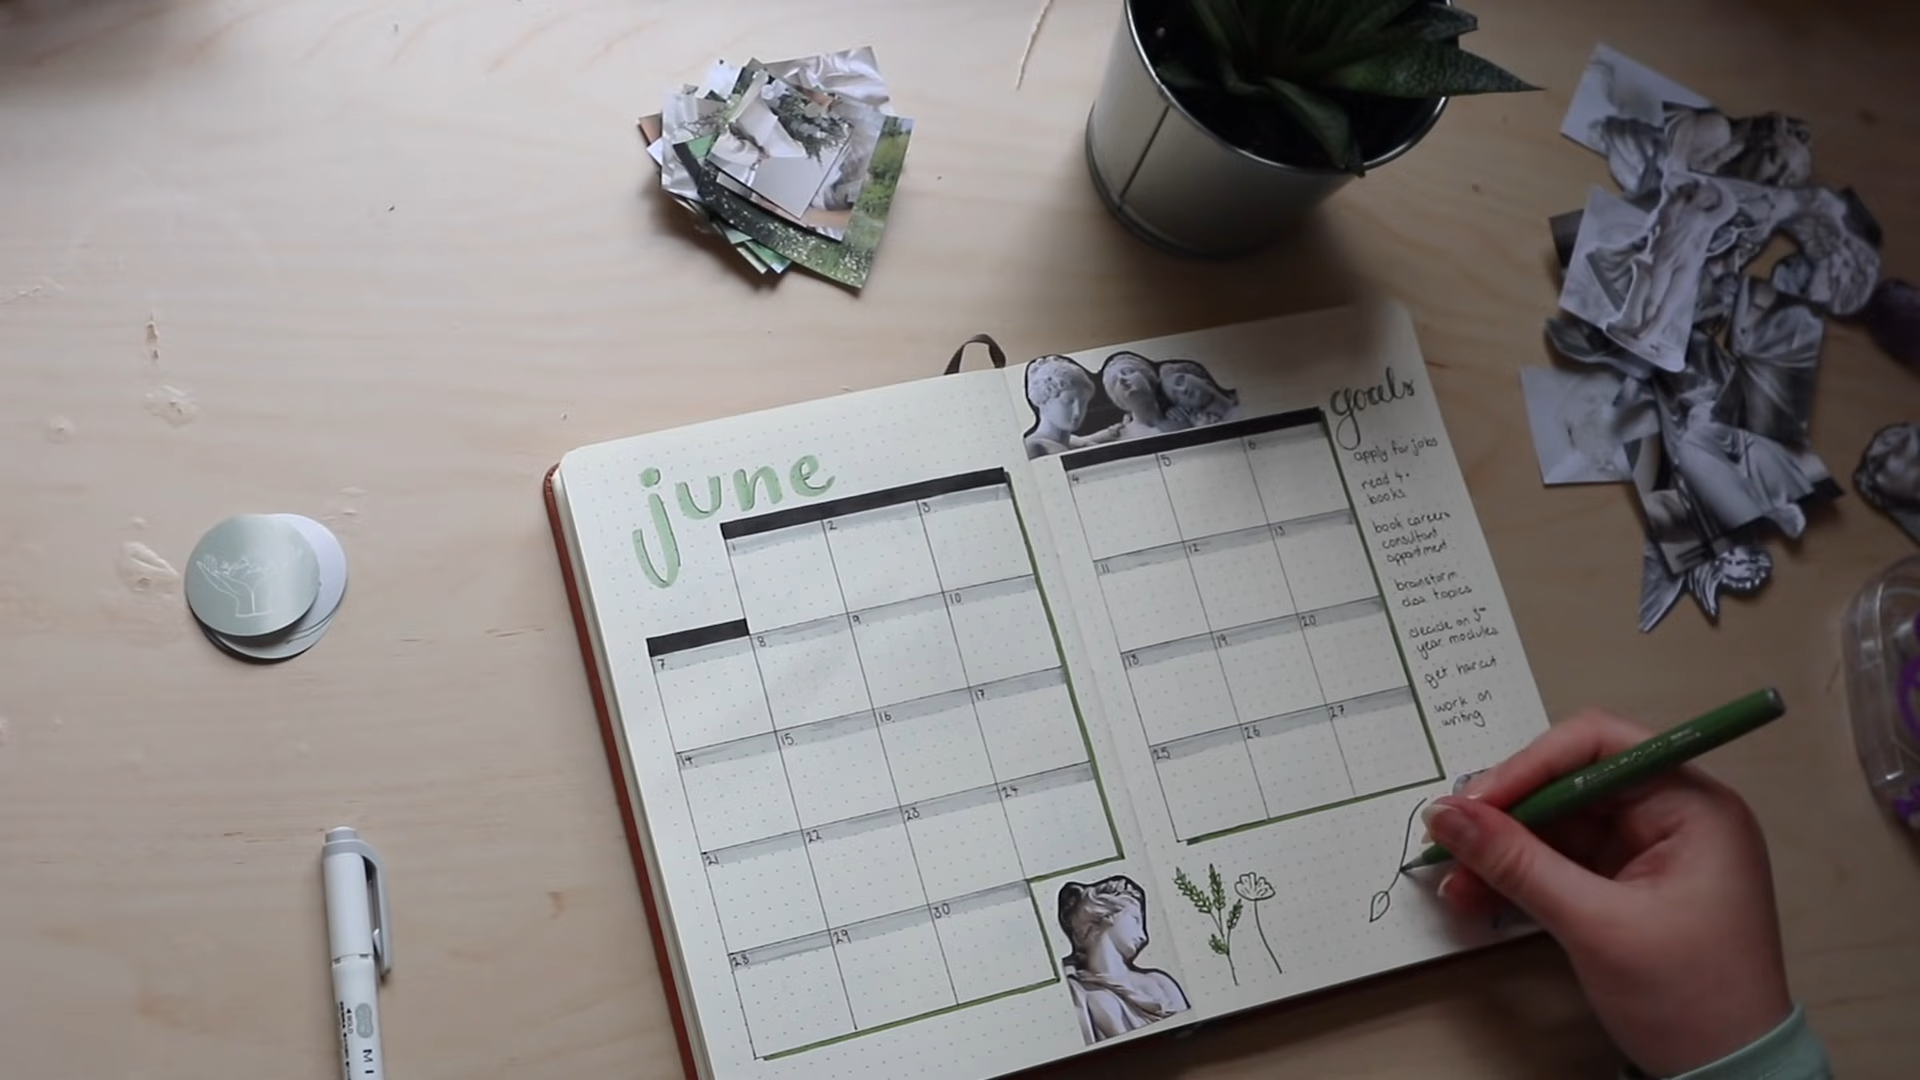 june
1 2 3
7 8 9 10
14 15 16 17
21 22 23 24
28 29 30
4 5 6
11 12 13
18 19 20
25 26 27
goals
apply for jobs
read 4+
books
book careers
consultant
appointment
brainstorm
diss topics
decide on 3rd
year modules
get haircut
work on
writing